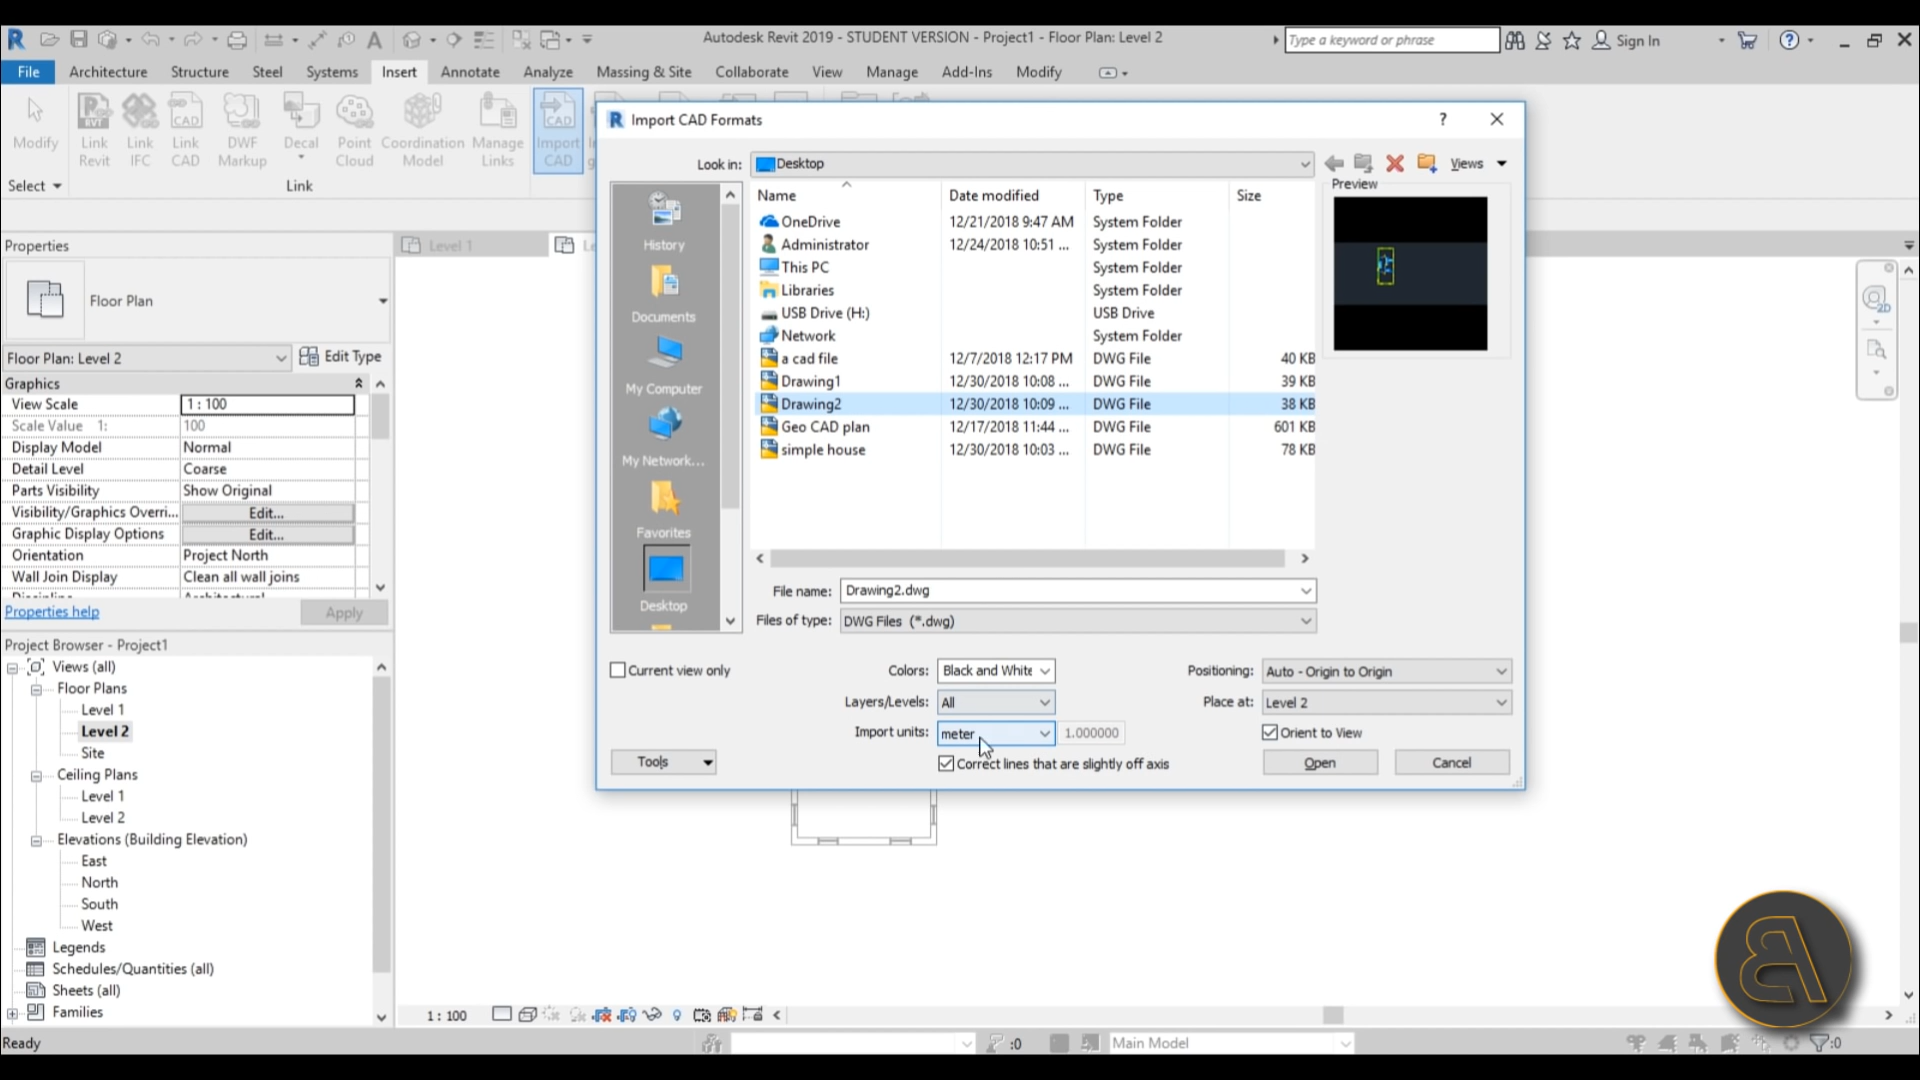 Autodesk Revit 2019 - STUDENT VERSION - Project1 - Floor Plan: Level 2
Type a keyword or phrase
Sign In
File Architecture Structure Steel Systems Insert Annotate Analyze Massing & Site Collaborate View Manage Add-Ins Modify
Modify
Link Revit
Link IFC
Link CAD
DWF Markup
Decal
Point Cloud
Coordination Model
Manage Links
Import CAD
Select
Link
Properties
Floor Plan
Floor Plan: Level 2
Edit Type
Graphics
View Scale 1 : 100
Scale Value 1: 100
Display Model Normal
Detail Level Coarse
Parts Visibility Show Original
Visibility/Graphics Overri... Edit...
Graphic Display Options Edit...
Orientation Project North
Wall Join Display Clean all wall joins
Properties help
Apply
Project Browser - Project1
Views (all)
Floor Plans
Level 1
Level 2
Site
Ceiling Plans
Level 1
Level 2
Elevations (Building Elevation)
East
North
South
West
Legends
Schedules/Quantities (all)
Sheets (all)
Families
Level 1
Import CAD Formats
Look in: Desktop
Views
Preview
History
Documents
My Computer
My Network...
Favorites
Desktop
Name Date modified Type Size
OneDrive 12/21/2018 9:47 AM System Folder
Administrator 12/24/2018 10:51 ... System Folder
This PC System Folder
Libraries System Folder
USB Drive (H:) USB Drive
Network System Folder
a cad file 12/7/2018 12:17 PM DWG File 40 KB
Drawing1 12/30/2018 10:08 ... DWG File 39 KB
Drawing2 12/30/2018 10:09 ... DWG File 38 KB
Geo CAD plan 12/17/2018 11:44 ... DWG File 601 KB
simple house 12/30/2018 10:03 ... DWG File 78 KB
File name: Drawing2.dwg
Files of type: DWG Files (*.dwg)
Current view only
Colors: Black and White
Positioning: Auto - Origin to Origin
Layers/Levels: All
Place at: Level 2
Import units: meter 1.000000
Orient to View
Correct lines that are slightly off axis
Tools
Open
Cancel
2D
1 : 100
Ready
:0
Main Model
:0